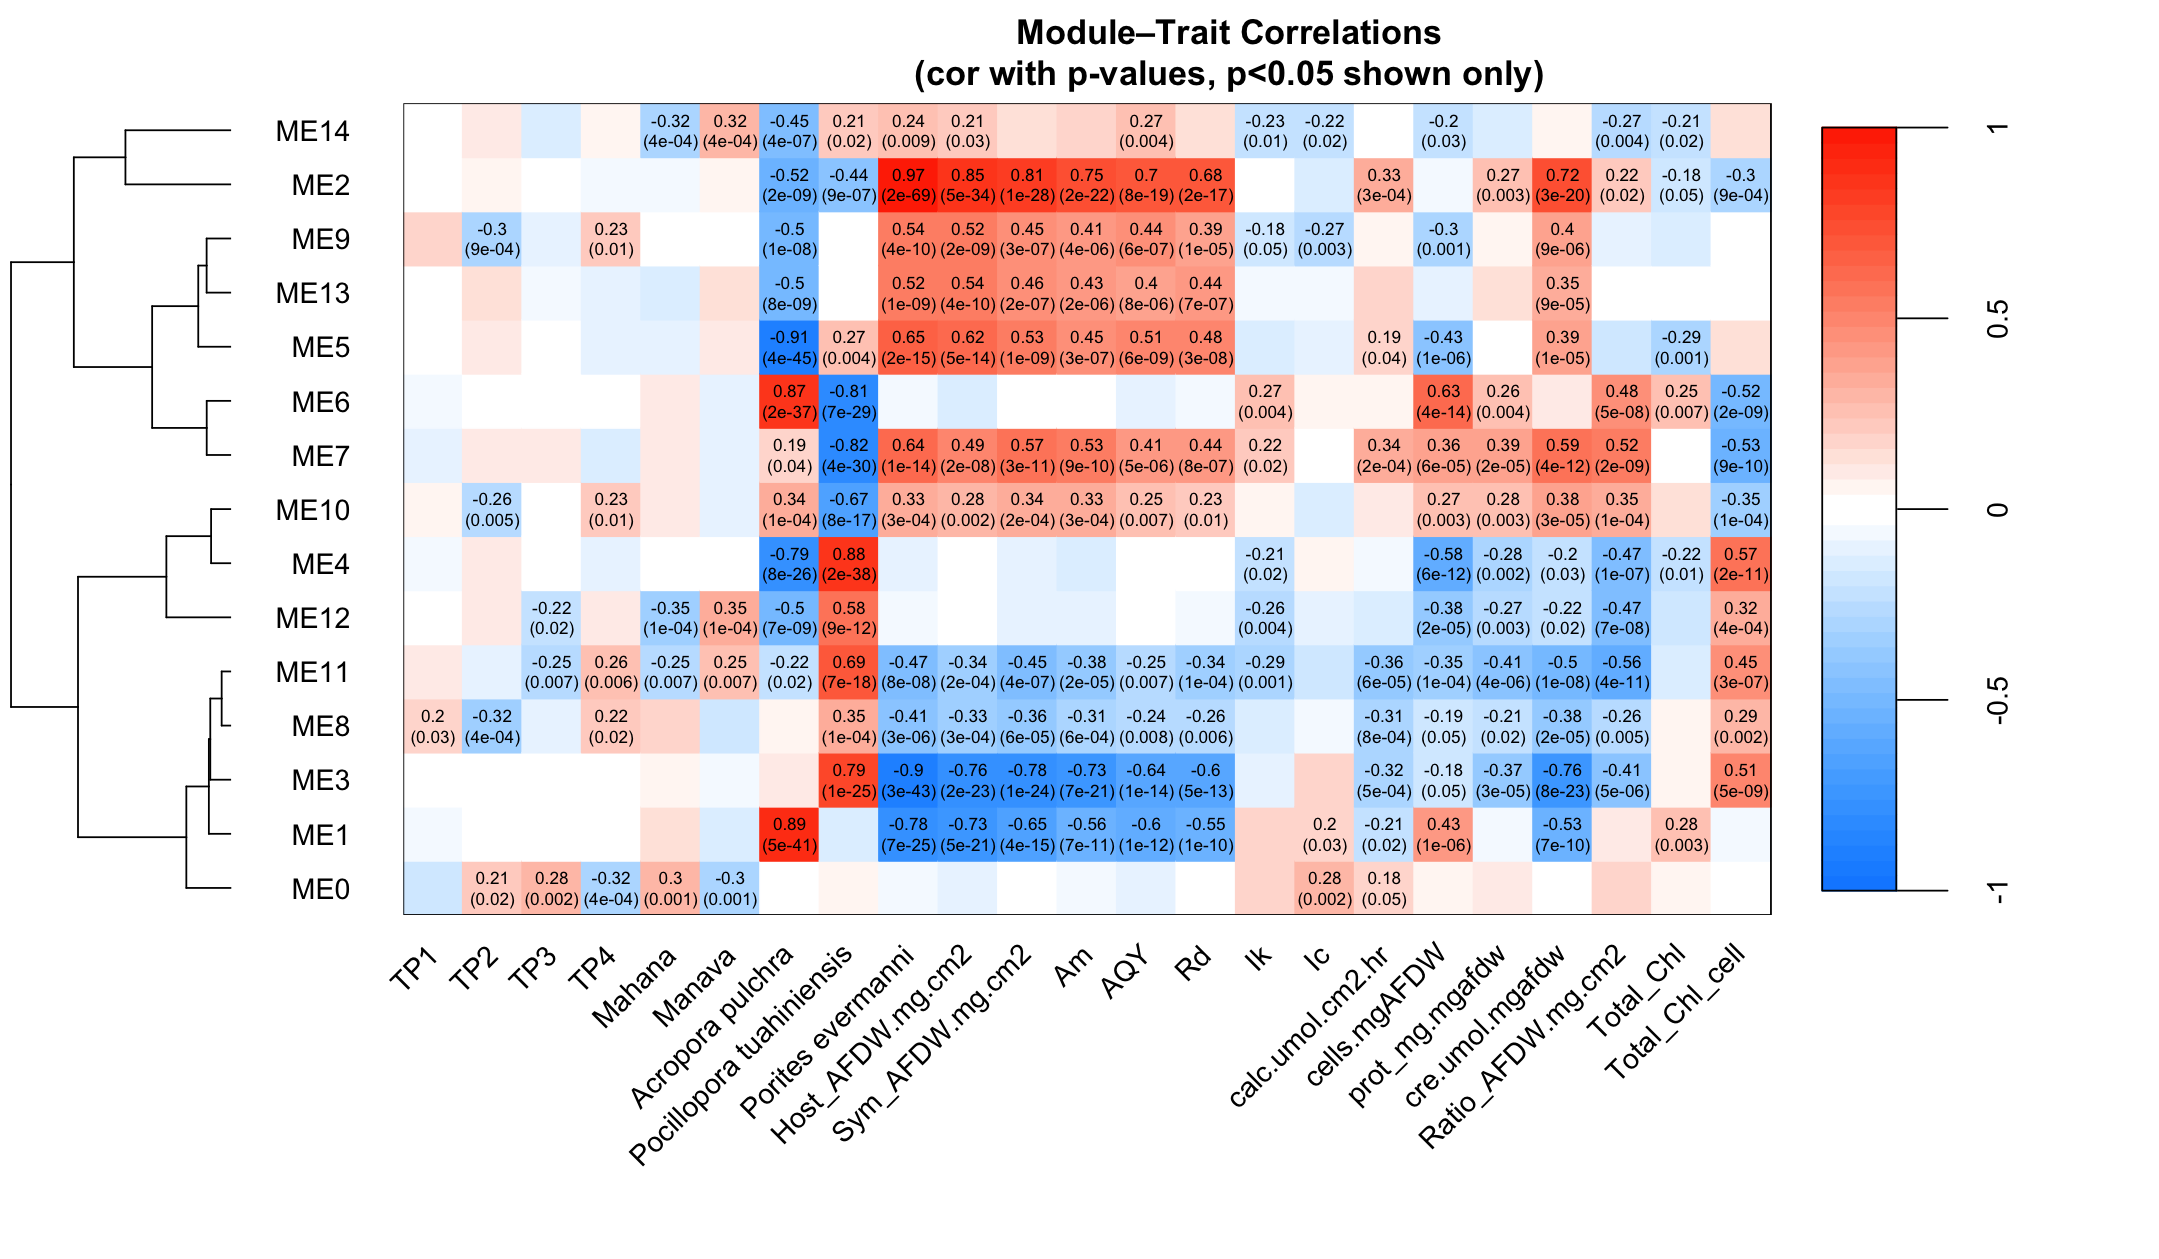 Module–Trait Correlations
(cor with p-values, p<0.05 shown only)
ME14 -0.32 0.32 -0.45 0.21 0.24 0.21 0.27 -0.23 -0.22 -0.2 -0.27 -0.21
(4e-04) (4e-04) (4e-07) (0.02) (0.009) (0.03) (0.004) (0.01) (0.02) (0.03) (0.004) (0.02)
ME2 -0.52 -0.44 0.97 0.85 0.81 0.75 0.7 0.68 0.33 0.27 0.72 0.22 -0.18 -0.3
(2e-09) (9e-07) (2e-69) (5e-34) (1e-28) (2e-22) (8e-19) (2e-17) (3e-04) (0.003) (3e-20) (0.02) (0.05) (9e-04)
ME9 -0.3 0.23 -0.5 0.54 0.52 0.45 0.41 0.44 0.39 -0.18 -0.27 -0.3 0.4
(9e-04) (0.01) (1e-08) (4e-10) (2e-09) (3e-07) (4e-06) (6e-07) (1e-05) (0.05) (0.003) (0.001) (9e-06)
ME13 -0.5 0.52 0.54 0.46 0.43 0.4 0.44 0.35
(8e-09) (1e-09) (4e-10) (2e-07) (2e-06) (8e-06) (7e-07) (9e-05)
ME5 -0.91 0.27 0.65 0.62 0.53 0.45 0.51 0.48 0.19 -0.43 0.39 -0.29
(4e-45) (0.004) (2e-15) (5e-14) (1e-09) (3e-07) (6e-09) (3e-08) (0.04) (1e-06) (1e-05) (0.001)
ME6 0.87 -0.81 0.27 0.63 0.26 0.48 0.25 -0.52
(2e-37) (7e-29) (0.004) (4e-14) (0.004) (5e-08) (0.007) (2e-09)
ME7 0.19 -0.82 0.64 0.49 0.57 0.53 0.41 0.44 0.22 0.34 0.36 0.39 0.59 0.52 -0.53
(0.04) (4e-30) (1e-14) (2e-08) (3e-11) (9e-10) (5e-06) (8e-07) (0.02) (2e-04) (6e-05) (2e-05) (4e-12) (2e-09) (9e-10)
ME10 -0.26 0.23 0.34 -0.67 0.33 0.28 0.34 0.33 0.25 0.23 0.27 0.28 0.38 0.35 -0.35
(0.005) (0.01) (1e-04) (8e-17) (3e-04) (0.002) (2e-04) (3e-04) (0.007) (0.01) (0.003) (0.003) (3e-05) (1e-04) (1e-04)
ME4 -0.79 0.88 -0.21 -0.58 -0.28 -0.2 -0.47 -0.22 0.57
(8e-26) (2e-38) (0.02) (6e-12) (0.002) (0.03) (1e-07) (0.01) (2e-11)
ME12 -0.22 -0.35 0.35 -0.5 0.58 -0.26 -0.38 -0.27 -0.22 -0.47 0.32
(0.02) (1e-04) (1e-04) (7e-09) (9e-12) (0.004) (2e-05) (0.003) (0.02) (7e-08) (4e-04)
ME11 -0.25 0.26 -0.25 0.25 -0.22 0.69 -0.47 -0.34 -0.45 -0.38 -0.25 -0.34 -0.29 -0.36 -0.35 -0.41 -0.5 -0.56 0.45
(0.007) (0.006) (0.007) (0.007) (0.02) (7e-18) (8e-08) (2e-04) (4e-07) (2e-05) (0.007) (1e-04) (0.001) (6e-05) (1e-04) (4e-06) (1e-08) (4e-11) (3e-07)
ME8 0.2 -0.32 0.22 0.35 -0.41 -0.33 -0.36 -0.31 -0.24 -0.26 -0.31 -0.19 -0.21 -0.38 -0.26 0.29
(0.03) (4e-04) (0.02) (1e-04) (3e-06) (3e-04) (6e-05) (6e-04) (0.008) (0.006) (8e-04) (0.05) (0.02) (2e-05) (0.005) (0.002)
ME3 0.79 -0.9 -0.76 -0.78 -0.73 -0.64 -0.6 -0.32 -0.18 -0.37 -0.76 -0.41 0.51
(1e-25) (3e-43) (2e-23) (1e-24) (7e-21) (1e-14) (5e-13) (5e-04) (0.05) (3e-05) (8e-23) (5e-06) (5e-09)
ME1 0.89 -0.78 -0.73 -0.65 -0.56 -0.6 -0.55 0.2 -0.21 0.43 -0.53 0.28
(5e-41) (7e-25) (5e-21) (4e-15) (7e-11) (1e-12) (1e-10) (0.03) (0.02) (1e-06) (7e-10) (0.003)
ME0 0.21 0.28 -0.32 0.3 -0.3 0.28 0.18
(0.02) (0.002) (4e-04) (0.001) (0.001) (0.002) (0.05)
TP1
TP2
TP3
TP4
Mahana
Manava
Acropora pulchra
Pocillopora tuahiniensis
Porites evermanni
Host_AFDW.mg.cm2
Sym_AFDW.mg.cm2
Am
AQY
Rd
Ik
Ic
calc.umol.cm2.hr
cells.mgAFDW
prot_mg.mgafdw
cre.umol.mgafdw
Ratio_AFDW.mg.cm2
Total_Chl
Total_Chl_cell
1
0.5
0
-0.5
-1